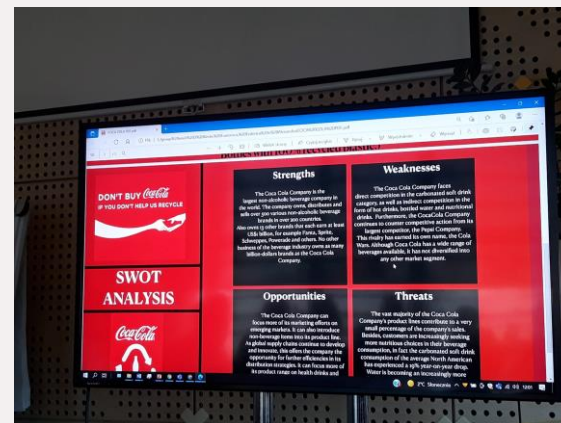 bottles with 100% recycled plastic?
DON'T BUY Coca-Cola
IF YOU DON'T HELP US RECYCLE
SWOT
ANALYSIS
Coca-Cola
Strengths
The Coca Cola Company is the
largest non-alcoholic beverage company in
the world. The company owns, distributes and
sells over 500 various non-alcoholic beverage
brands in over 200 countries.
Also owns 13 other brands that each earn at least
US$1 billion, for example Fanta, Sprite,
Schweppes, Powerade and others. No other
business of the beverage industry owns as many
billion-dollars brands as the Coca Cola
Company.
Weaknesses
The Coca Cola Company faces
direct competition in the carbonated soft drink
category, as well as indirect competition in the
form of hot drinks, bottled water and nutritional
drinks. Furthermore, the CocaCola Company
continues to counter competitive action from its
largest competitor, the Pepsi Company.
This rivalry has earned its own name, the Cola
Wars. Although Coca Cola has a wide range of
beverages available, it has not diversified into
any other market segment.
Opportunities
The Coca Cola Company can
focus more of its marketing efforts on
existing markets. It can also introduce
non-beverage items into its product line.
As global supply chains continue to develop
and innovate, this offers the company the
opportunity for further efficiencies in its
distribution strategies. It can focus more of
its product range on health drinks and
Threats
The vast majority of the Coca Cola
Company's product lines contribute to a very
small percentage of the company's sales.
Besides, customers are increasingly seeking
more nutritious choices in their beverage
consumption, in fact the carbonated soft drink
consumption of the average North American
has experienced a 19% year-on-year drop.
Water is becoming an increasingly more
7°C Słonecznie